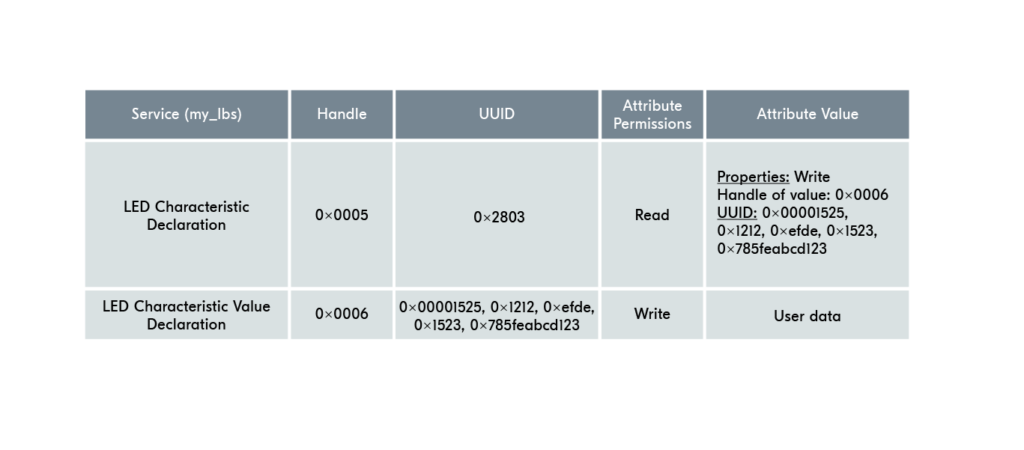 Service (my_lbs)
Handle
UUID
Attribute
Permissions
Attribute Value
LED Characteristic
Declaration
0×0005
0×2803
Read
Properties: Write
Handle of value: 0×0006
UUID: 0×00001525,
0×1212, 0×efde, 0×1523,
0×785feabcd123
LED Characteristic Value
Declaration
0×0006
0×00001525, 0×1212, 0×efde,
0×1523, 0×785feabcd123
Write
User data